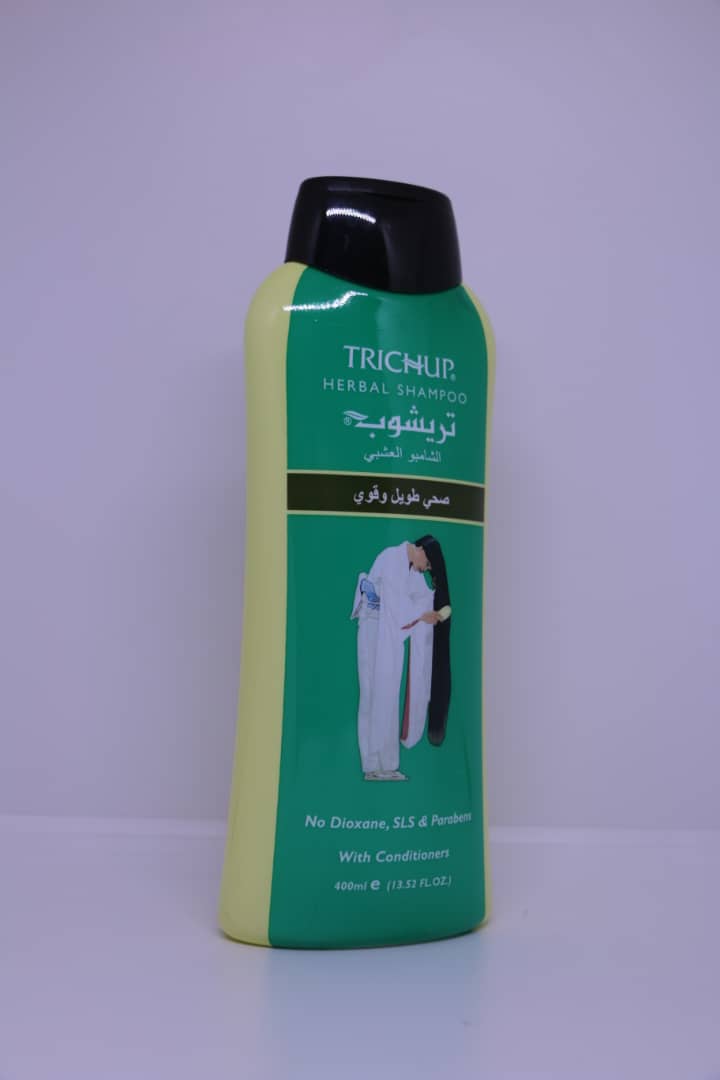 TRICHUP®
HERBAL SHAMPOO
تريشوب®
الشامبو العشبي
صحي طويل وقوي
No Dioxane, SLS & Parabens
With Conditioners
400ml e (13.52 FL.OZ.)